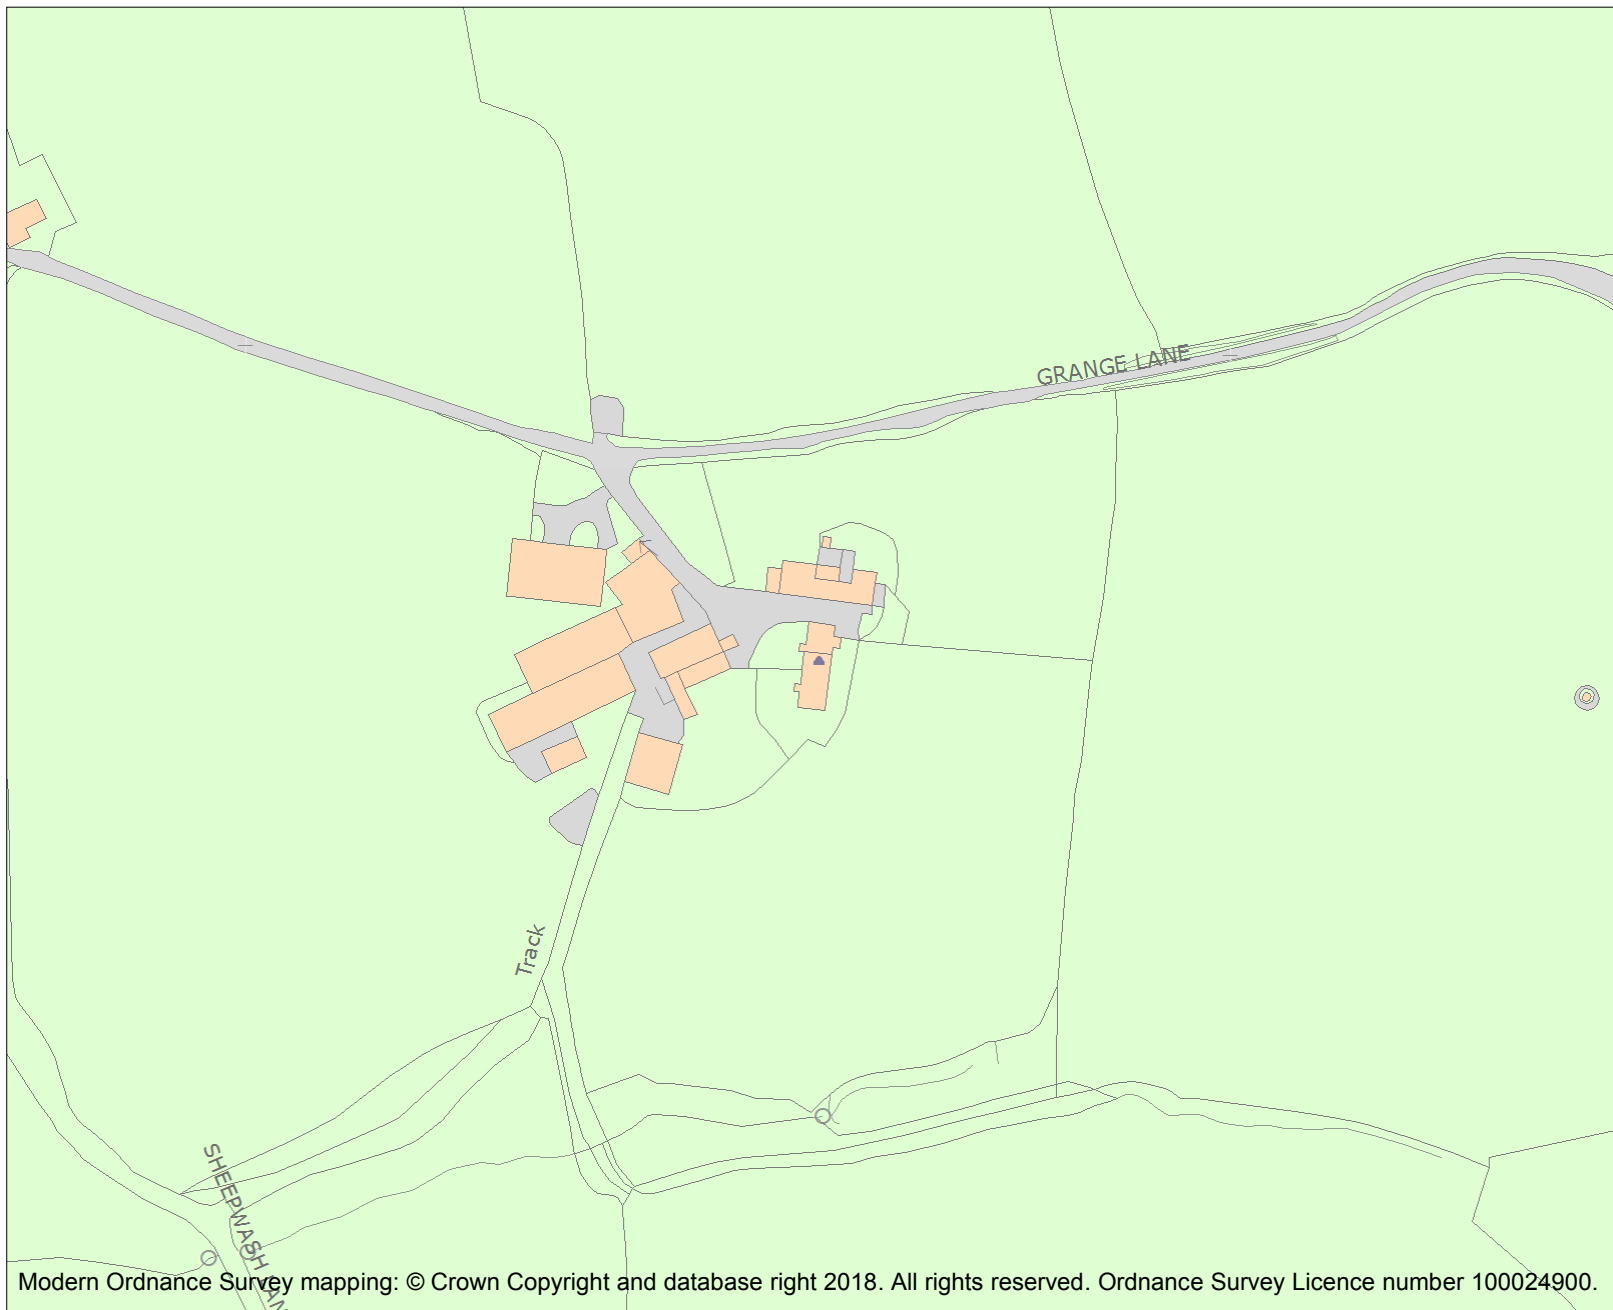 GRANGE LANE
Track
SHEEPWASH LAN
Modern Ordnance Survey mapping: © Crown Copyright and database right 2018. All rights reserved. Ordnance Survey Licence number 100024900.